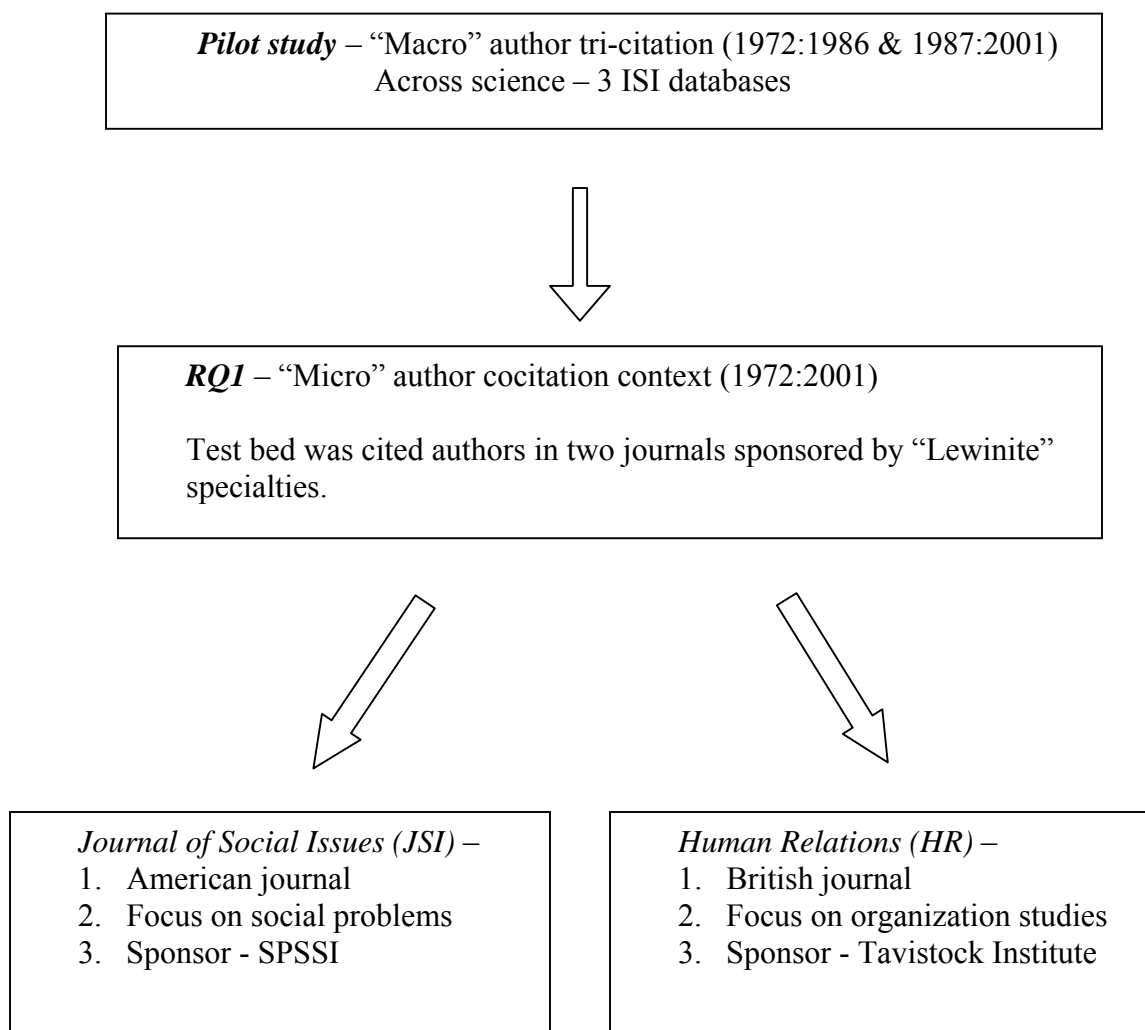 Pilot study – “Macro” author tri-citation (1972:1986 & 1987:2001)
Across science – 3 ISI databases
RQ1 – “Micro” author cocitation context (1972:2001)
Test bed was cited authors in two journals sponsored by “Lewinite”
specialties.
Journal of Social Issues (JSI) –
1. American journal
2. Focus on social problems
3. Sponsor - SPSSI
Human Relations (HR) –
1. British journal
2. Focus on organization studies
3. Sponsor - Tavistock Institute